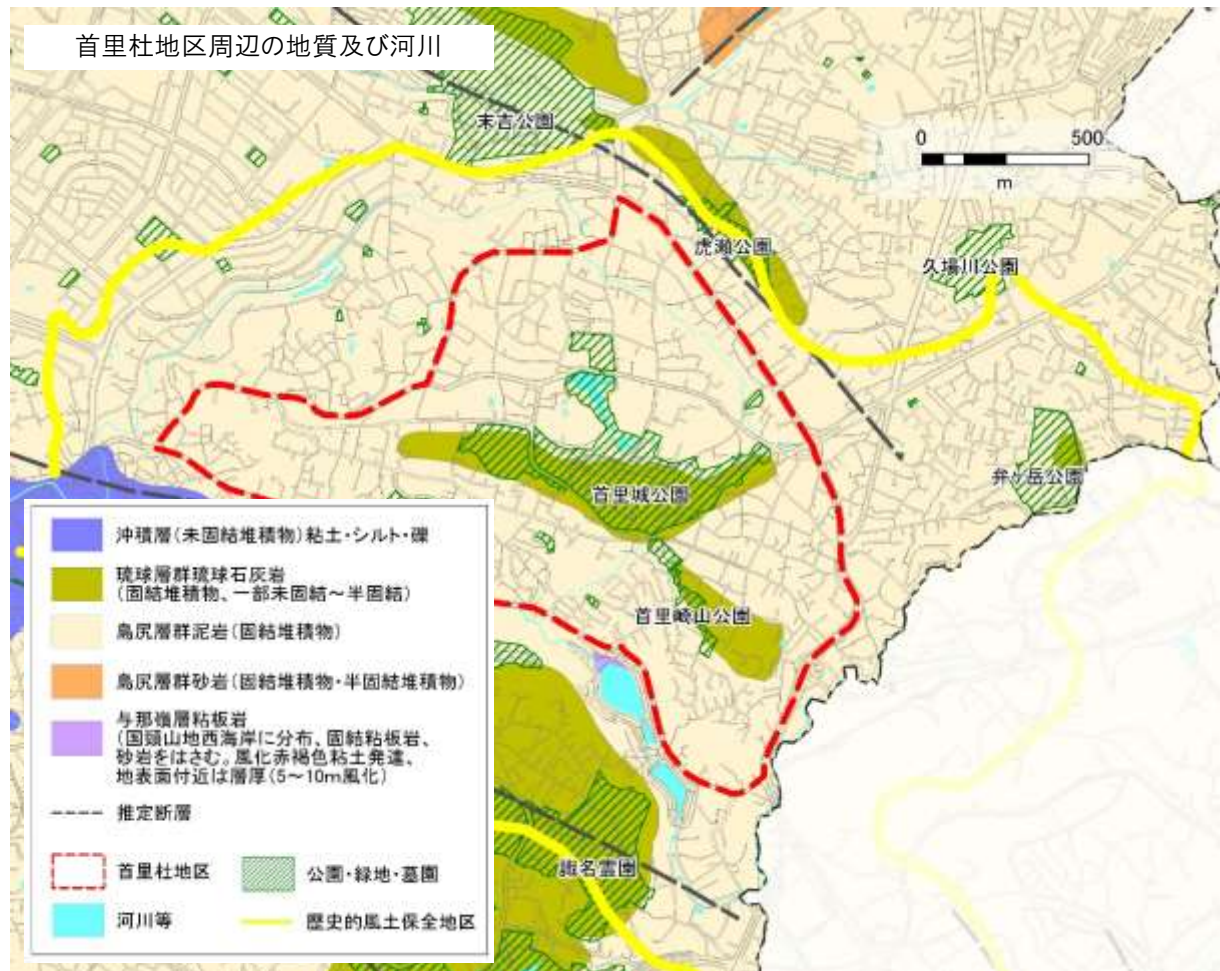 首里杜地区周辺の地質及び河川
末吉公園
0 500
m
虎瀬公園
久場川公園
弁ヶ岳公園
首里城公園
首里崎山公園
識名霊園
沖積層(未固結堆積物)粘土・シルト・礫
琉球層群琉球石灰岩
(固結堆積物、一部未固結～半固結)
島尻層群泥岩(固結堆積物)
島尻層群砂岩(固結堆積物・半固結堆積物)
与那嶺層粘板岩
(国頭山地西海岸に分布、固結粘板岩、
砂岩をはさむ。風化赤褐色粘土発達、
地表面付近は層厚(5～10m風化)
推定断層
首里杜地区
公園・緑地・墓園
河川等
歴史的風土保全地区